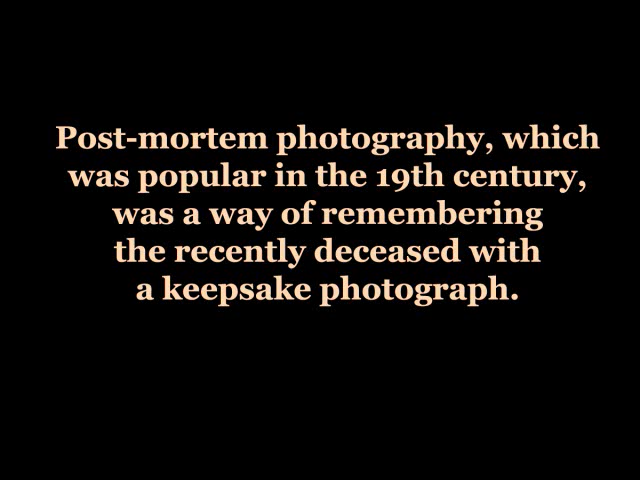 Post-mortem photography, which
was popular in the 19th century,
was a way of remembering
the recently deceased with
a keepsake photograph.